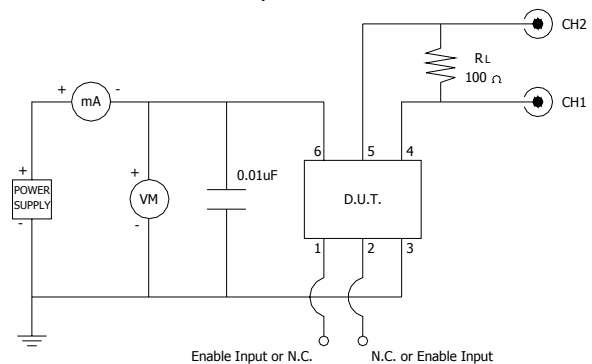 CH2
RL
100 Ω
CH1
+ mA -
6 5 4
+
POWER
SUPPLY
-
+
VM
-
0.01uF
D.U.T.
1 2 3
Enable Input or N.C. N.C. or Enable Input